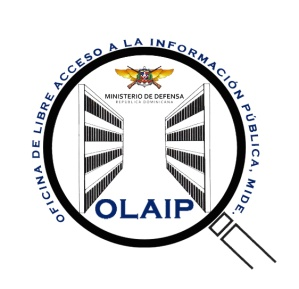 OFICINA DE LIBRE ACCESO A LA INFORMACIÓN PÚBLICA, MIDE.
MINISTERIO DE DEFENSA
REPÚBLICA DOMINICANA
OLAIP